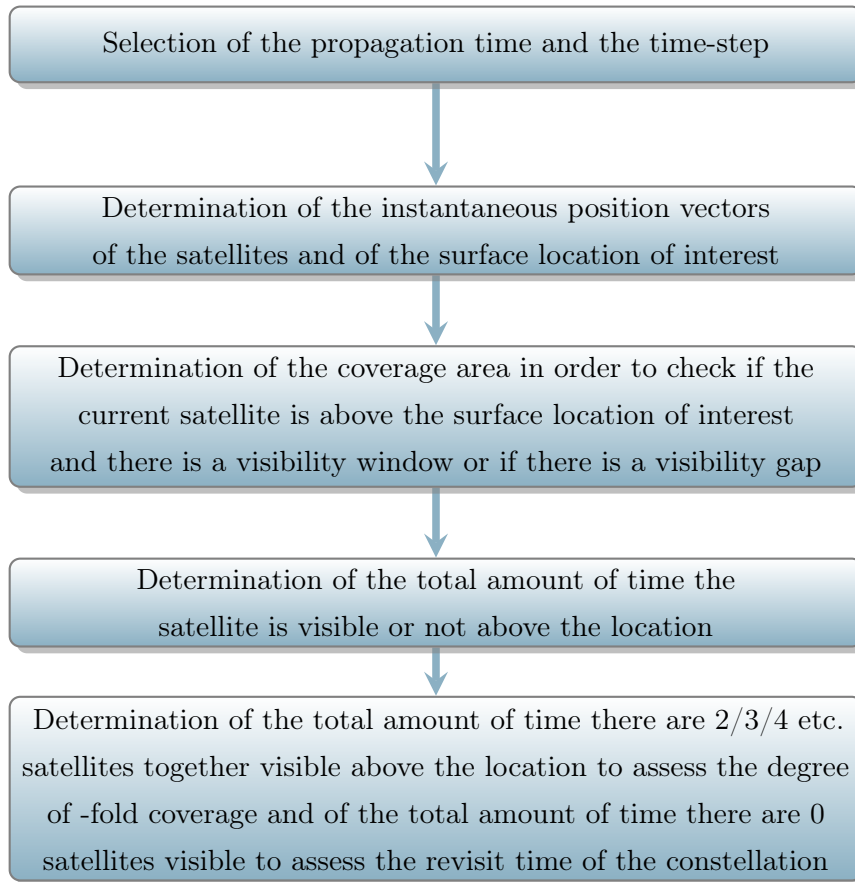 Selection of the propagation time and the time-step
Determination of the instantaneous position vectors
of the satellites and of the surface location of interest
Determination of the coverage area in order to check if the
current satellite is above the surface location of interest
and there is a visibility window or if there is a visibility gap
Determination of the total amount of time the
satellite is visible or not above the location
Determination of the total amount of time there are 2/3/4 etc.
satellites together visible above the location to assess the degree
of -fold coverage and of the total amount of time there are 0
satellites visible to assess the revisit time of the constellation